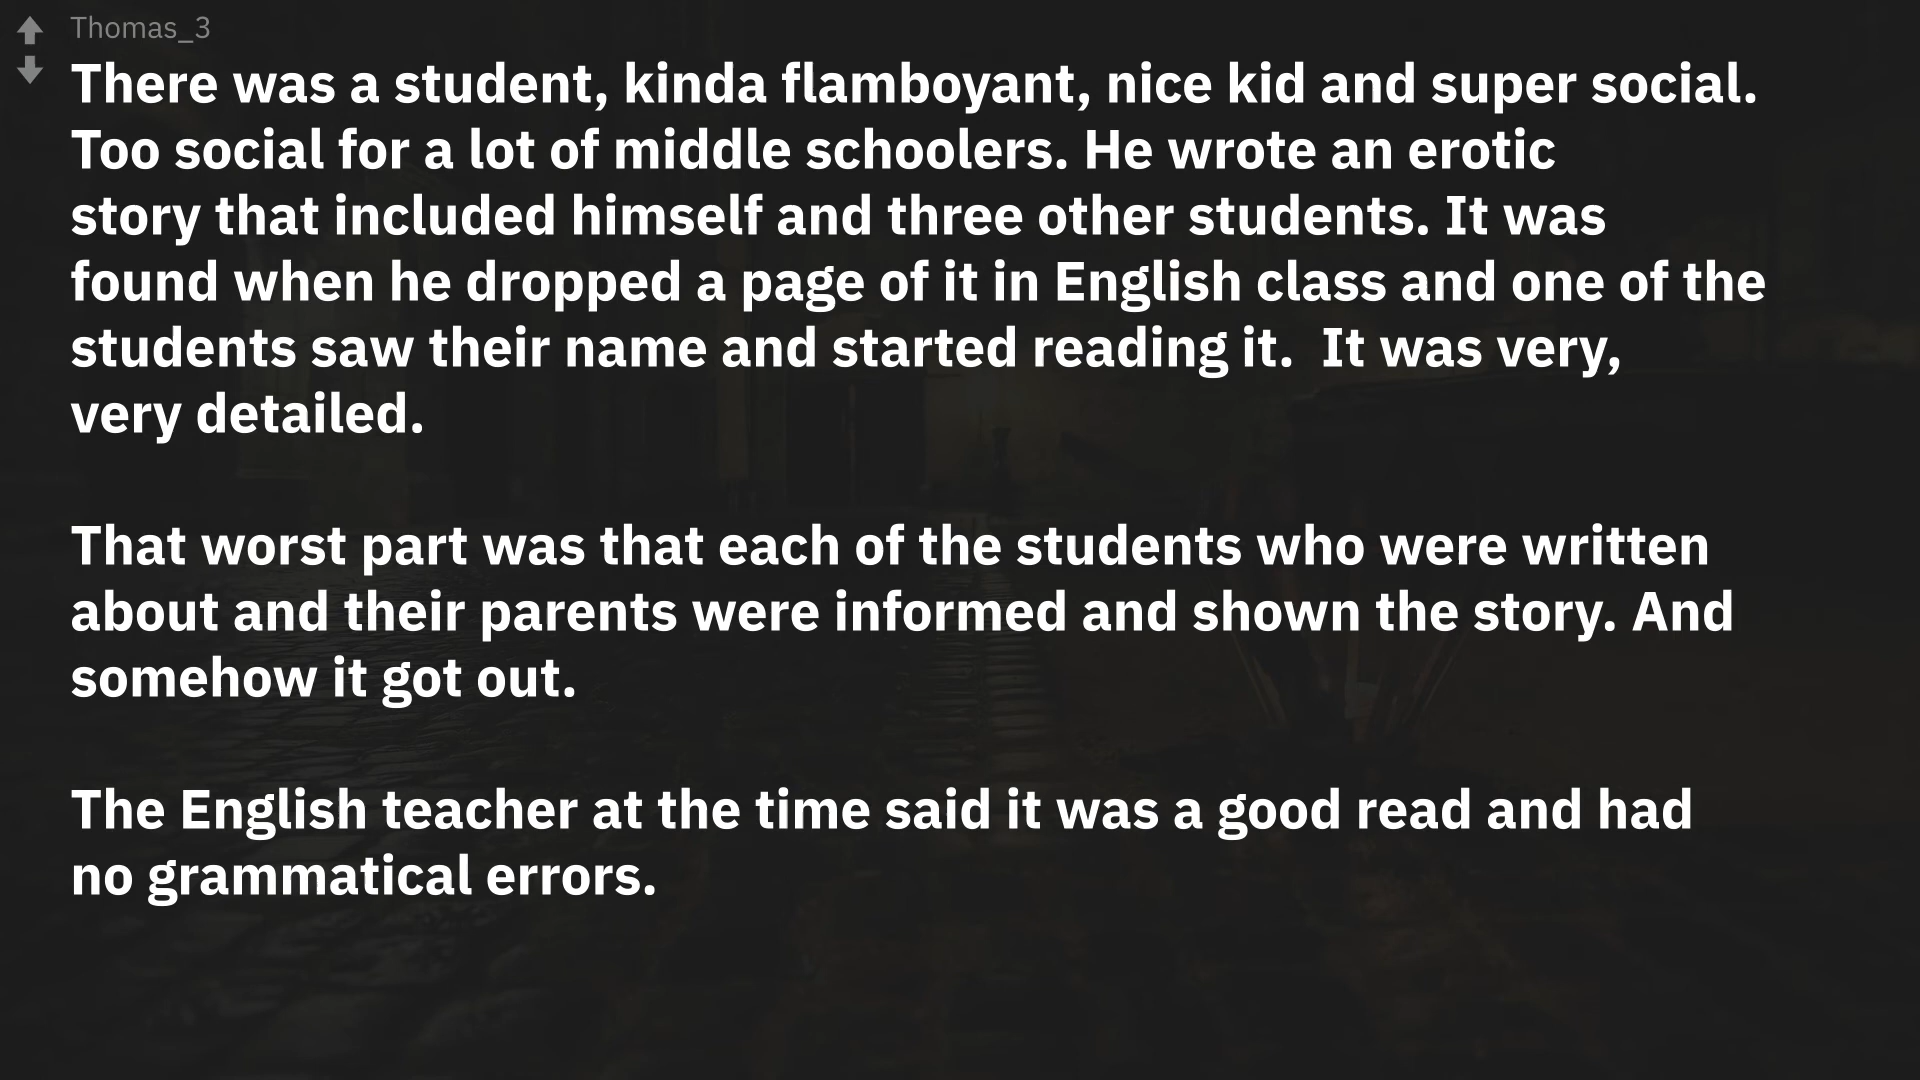 Thomas_3
There was a student, kinda flamboyant, nice kid and super social.
Too social for a lot of middle schoolers. He wrote an erotic
story that included himself and three other students. It was
found when he dropped a page of it in English class and one of the
students saw their name and started reading it.  It was very,
very detailed.
That worst part was that each of the students who were written
about and their parents were informed and shown the story. And
somehow it got out.
The English teacher at the time said it was a good read and had
no grammatical errors.